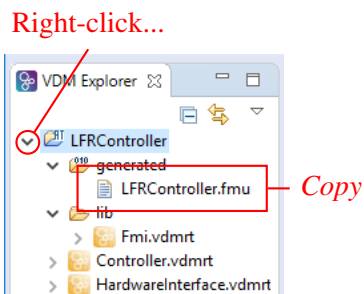 Right-click...
VDM Explorer
LFRController
generated
LFRController.fmu
Copy
lib
Fmi.vdmrt
Controller.vdmrt
HardwareInterface.vdmrt